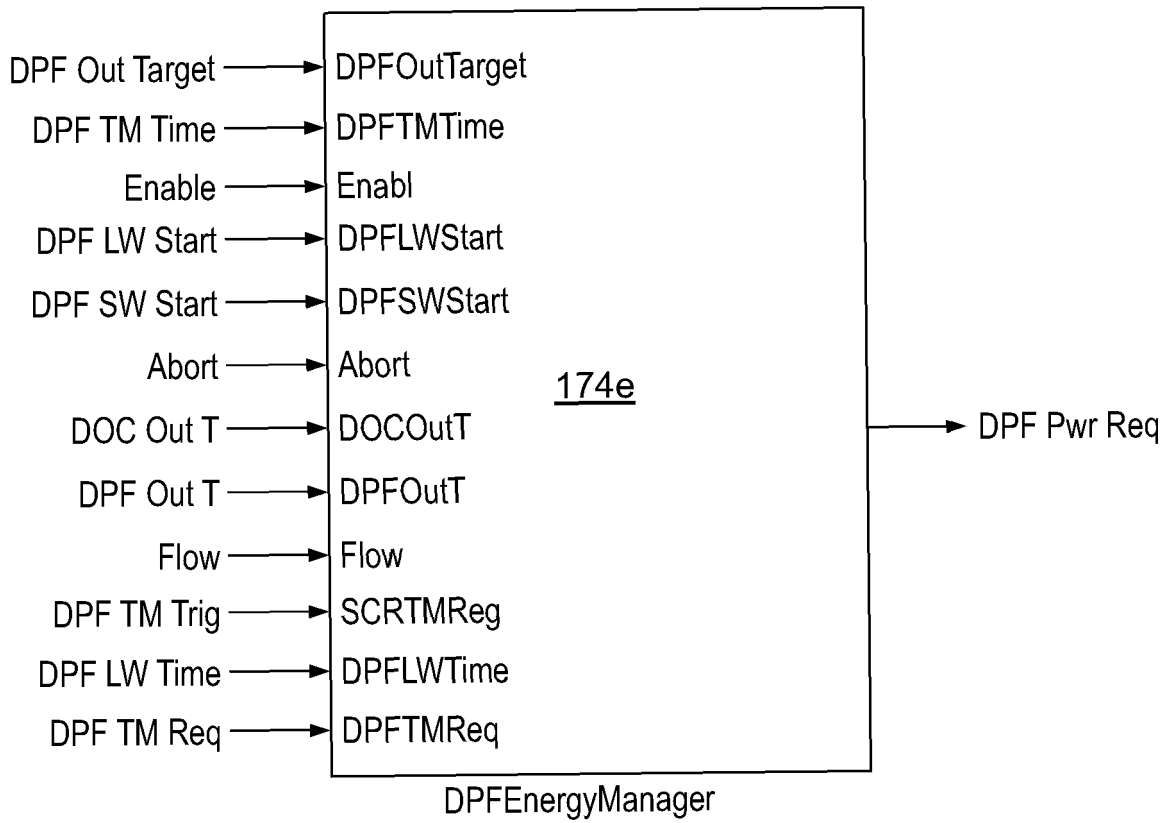 DPF Out Target DPFOutTarget
DPF TM Time DPFTMTime
Enable Enabl
DPF LW Start DPFLWStart
DPF SW Start DPFSWStart
Abort Abort
174e
DOC Out T DOCOutT
DPF Pwr Req
DPF Out T DPFOutT
Flow Flow
DPF TM Trig SCRTMReg
DPF LW Time DPFLWTime
DPF TM Req DPFTMReq
DPFEnergyManager